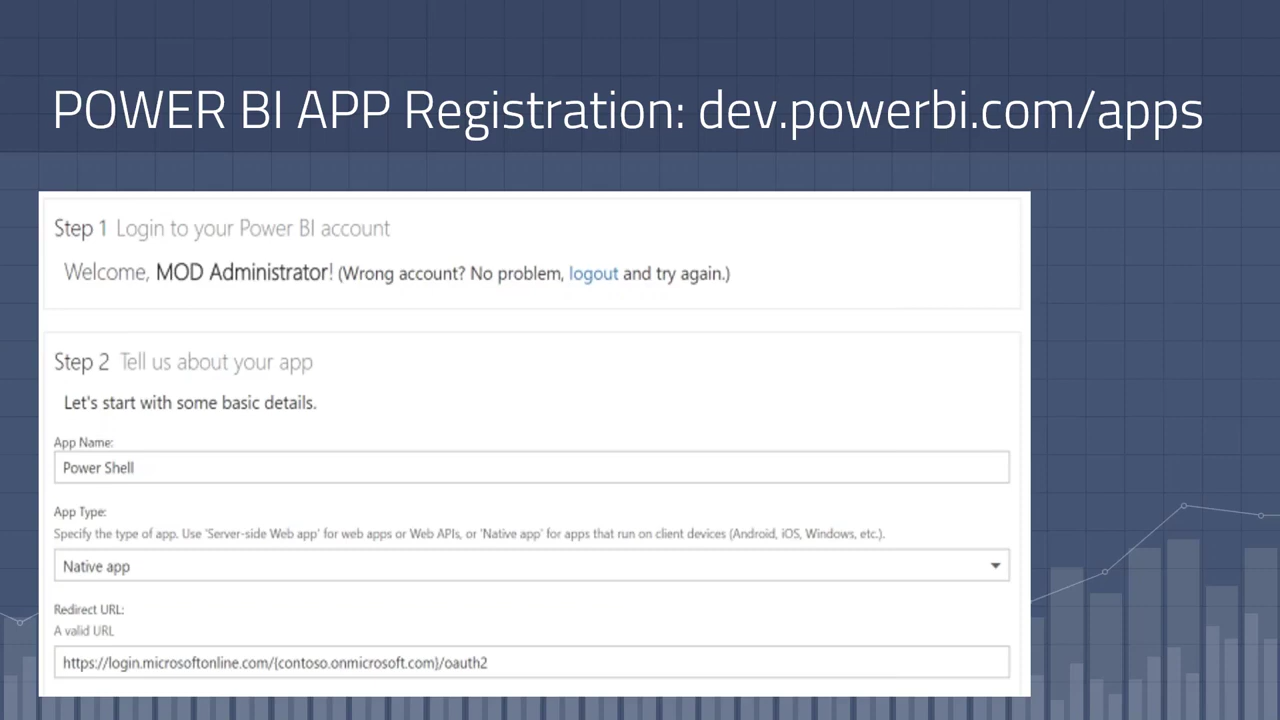 POWER BI APP Registration: dev.powerbi.com/apps
Step 1 Login to your Power BI account
Welcome, MOD Administrator! (Wrong account? No problem, logout and try again.)
Step 2 Tell us about your app
Let's start with some basic details.
App Name:
Power Shell
App Type:
Specify the type of app. Use 'Server-side Web app' for web apps or Web APIs, or 'Native app' for apps that run on client devices (Android, iOS, Windows, etc.).
Native app
Redirect URL:
A valid URL
https://login.microsoftonline.com/{contoso.onmicrosoft.com}/oauth2